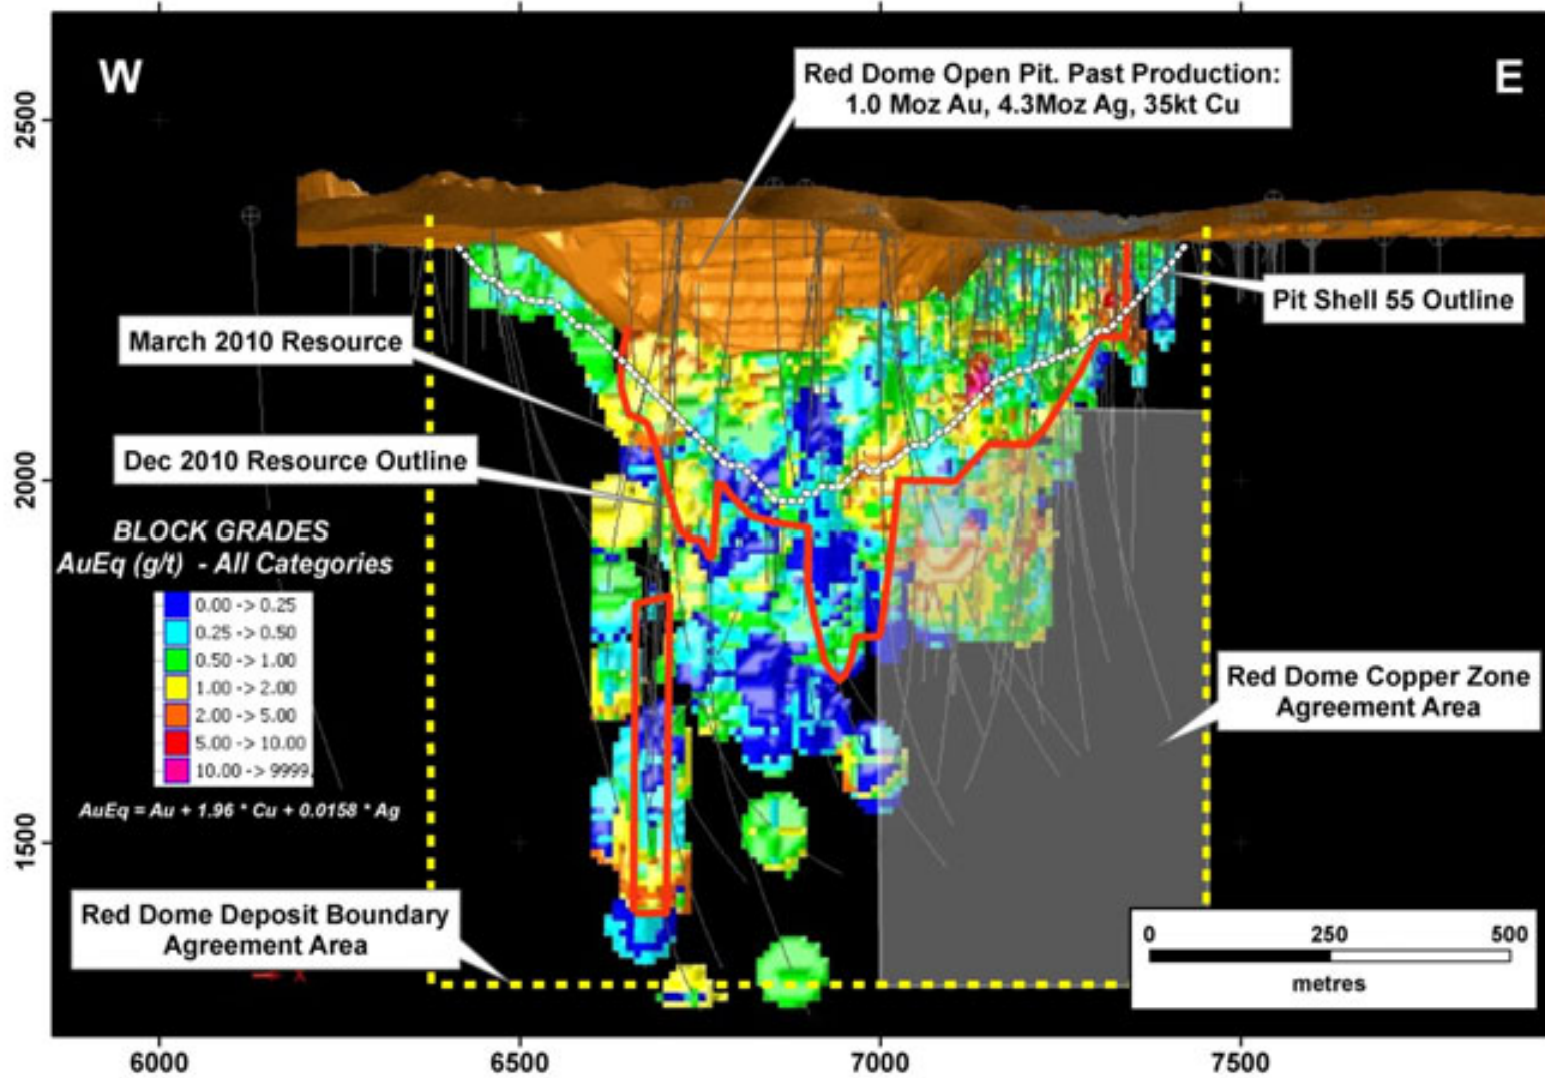 W
E
Red Dome Open Pit. Past Production:
1.0 Moz Au, 4.3Moz Ag, 35kt Cu
2500
Pit Shell 55 Outline
March 2010 Resource
Dec 2010 Resource Outline
2000
BLOCK GRADES
AuEq (g/t) - All Categories
0.00 -> 0.25
0.25 -> 0.50
0.50 -> 1.00
1.00 -> 2.00
2.00 -> 5.00
5.00 -> 10.00
10.00 -> 9999.
AuEq = Au + 1.96 * Cu + 0.0158 * Ag
Red Dome Copper Zone
Agreement Area
1500
Red Dome Deposit Boundary
Agreement Area
X
0 250 500
metres
6000 6500 7000 7500